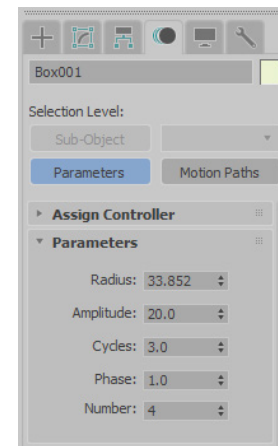 Box001
Selection Level:
Sub-Object
Parameters Motion Paths
Assign Controller
Parameters
Radius: 33.852
Amplitude: 20.0
Cycles: 3.0
Phase: 1.0
Number: 4